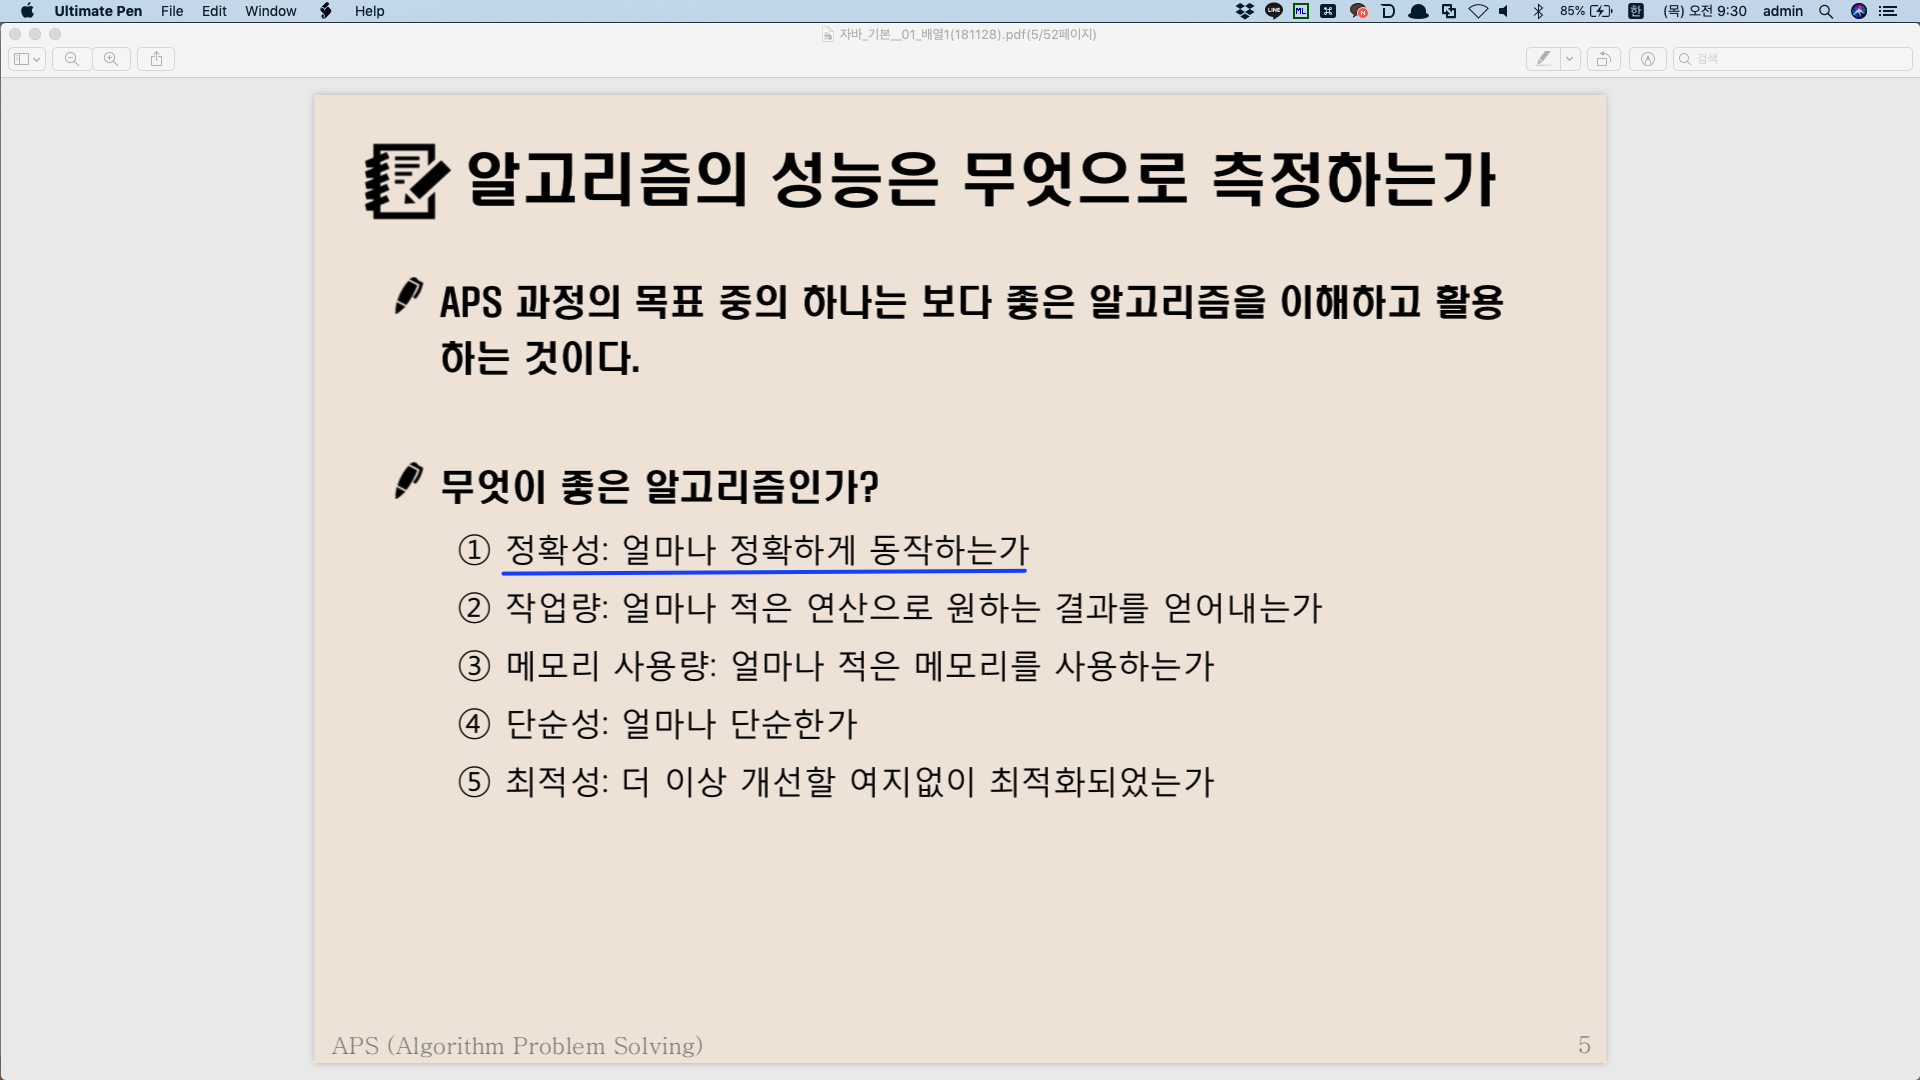 Ultimate Pen File Edit Window Help 85% 한 (목) 오전 9:30 admin
자바_기본__01_배열1(181128).pdf(5/52페이지)
검색
알고리즘의 성능은 무엇으로 측정하는가
APS 과정의 목표 중의 하나는 보다 좋은 알고리즘을 이해하고 활용
하는 것이다.
무엇이 좋은 알고리즘인가?
① 정확성: 얼마나 정확하게 동작하는가
② 작업량: 얼마나 적은 연산으로 원하는 결과를 얻어내는가
③ 메모리 사용량: 얼마나 적은 메모리를 사용하는가
④ 단순성: 얼마나 단순한가
⑤ 최적성: 더 이상 개선할 여지없이 최적화되었는가
APS (Algorithm Problem Solving) 5